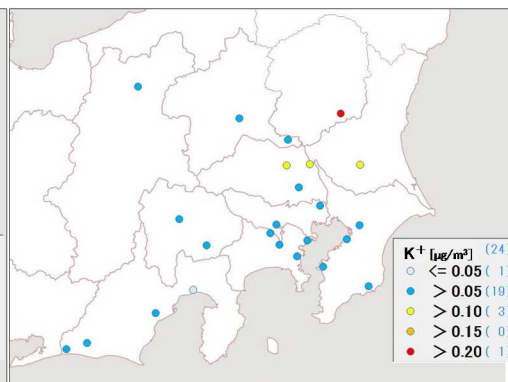 K⁺ [μg/m³] (24)
<= 0.05 ( 1)
> 0.05 (19)
> 0.10 ( 3)
> 0.15 ( 0)
> 0.20 ( 1)